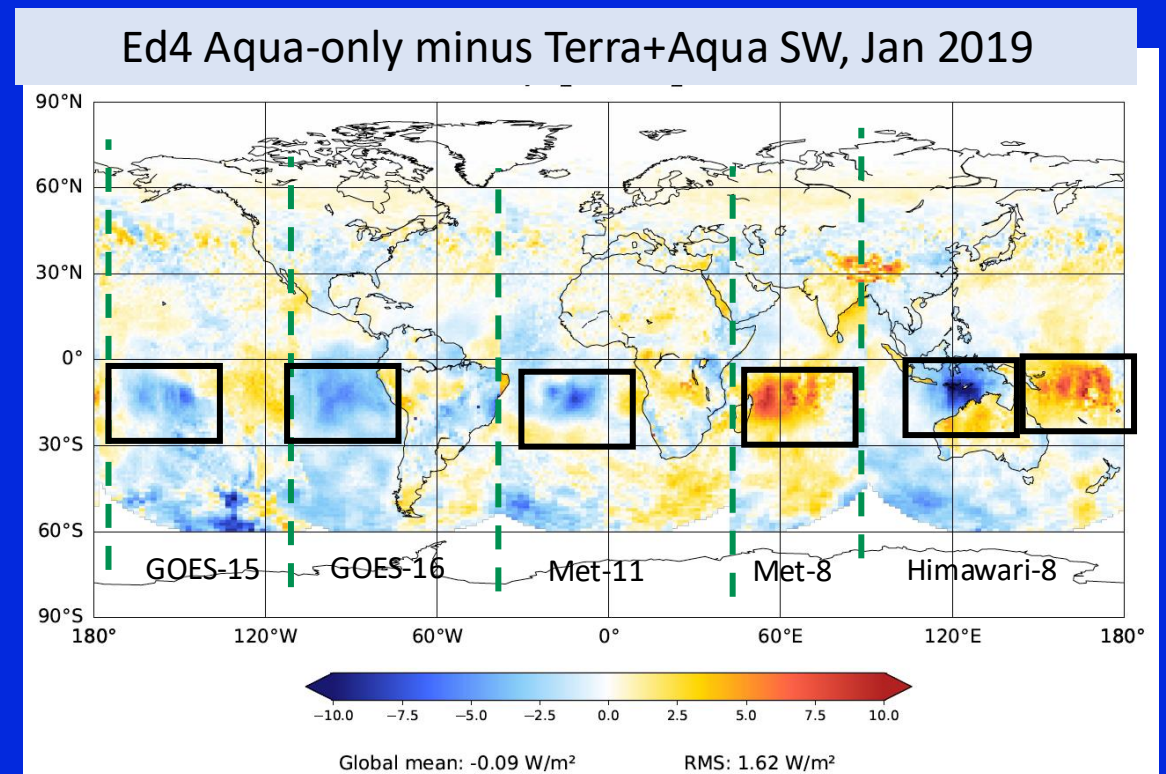 Ed4 Aqua-only minus Terra+Aqua SW, Jan 2019
90°N
60°N
30°N
0°
30°S
60°S
90°S
GOES-15 GOES-16 Met-11 Met-8 Himawari-8
180° 120°W 60°W 0° 60°E 120°E 180°
−10.0 −7.5 −5.0 −2.5 0.0 2.5 5.0 7.5 10.0
Global mean: -0.09 W/m² RMS: 1.62 W/m²